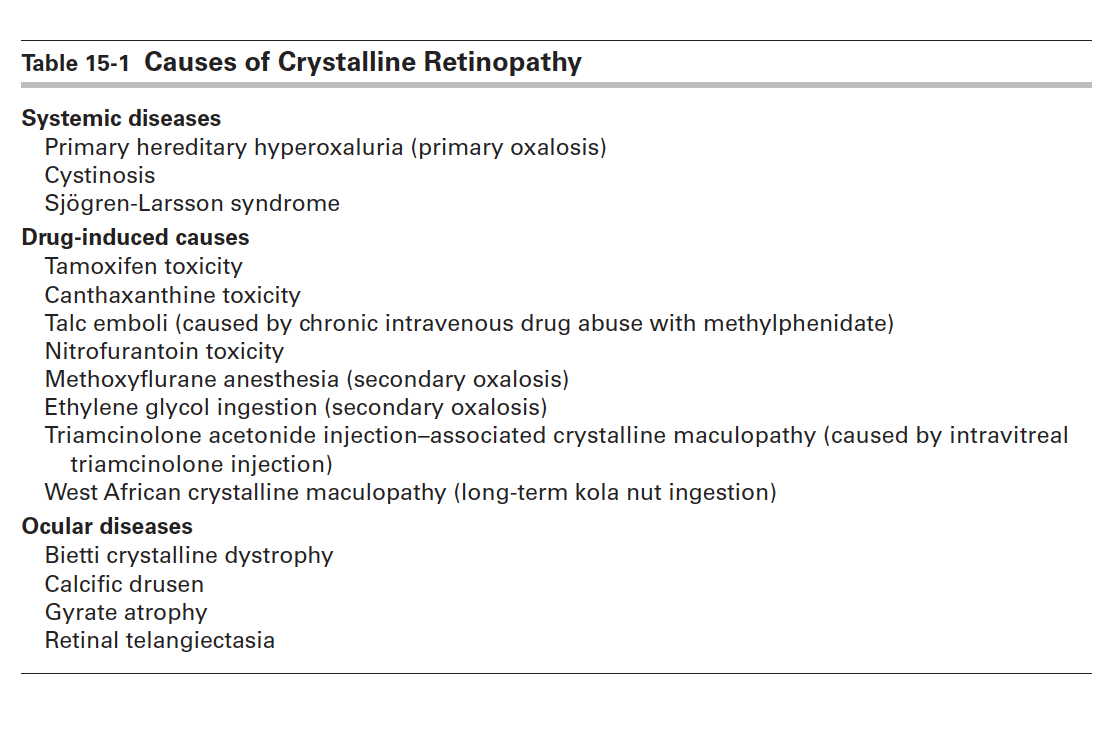 Table 15-1 Causes of Crystalline Retinopathy
Systemic diseases
Primary hereditary hyperoxaluria (primary oxalosis)
Cystinosis
Sjögren-Larsson syndrome
Drug-induced causes
Tamoxifen toxicity
Canthaxanthine toxicity
Talc emboli (caused by chronic intravenous drug abuse with methylphenidate)
Nitrofurantoin toxicity
Methoxyflurane anesthesia (secondary oxalosis)
Ethylene glycol ingestion (secondary oxalosis)
Triamcinolone acetonide injection–associated crystalline maculopathy (caused by intravitreal
triamcinolone injection)
West African crystalline maculopathy (long-term kola nut ingestion)
Ocular diseases
Bietti crystalline dystrophy
Calcific drusen
Gyrate atrophy
Retinal telangiectasia